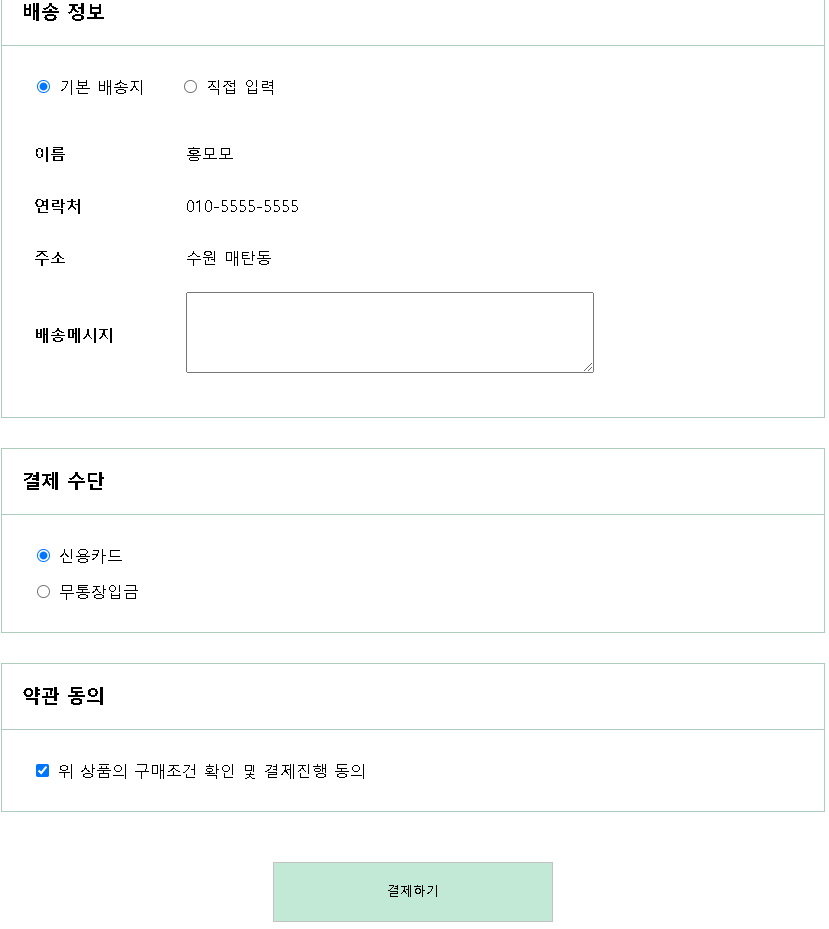 배송 정보
기본 배송지 직접 입력
이름 홍모모
연락처 010-5555-5555
주소 수원 매탄동
배송메시지
결제 수단
신용카드
무통장입금
약관 동의
위 상품의 구매조건 확인 및 결제진행 동의
결제하기